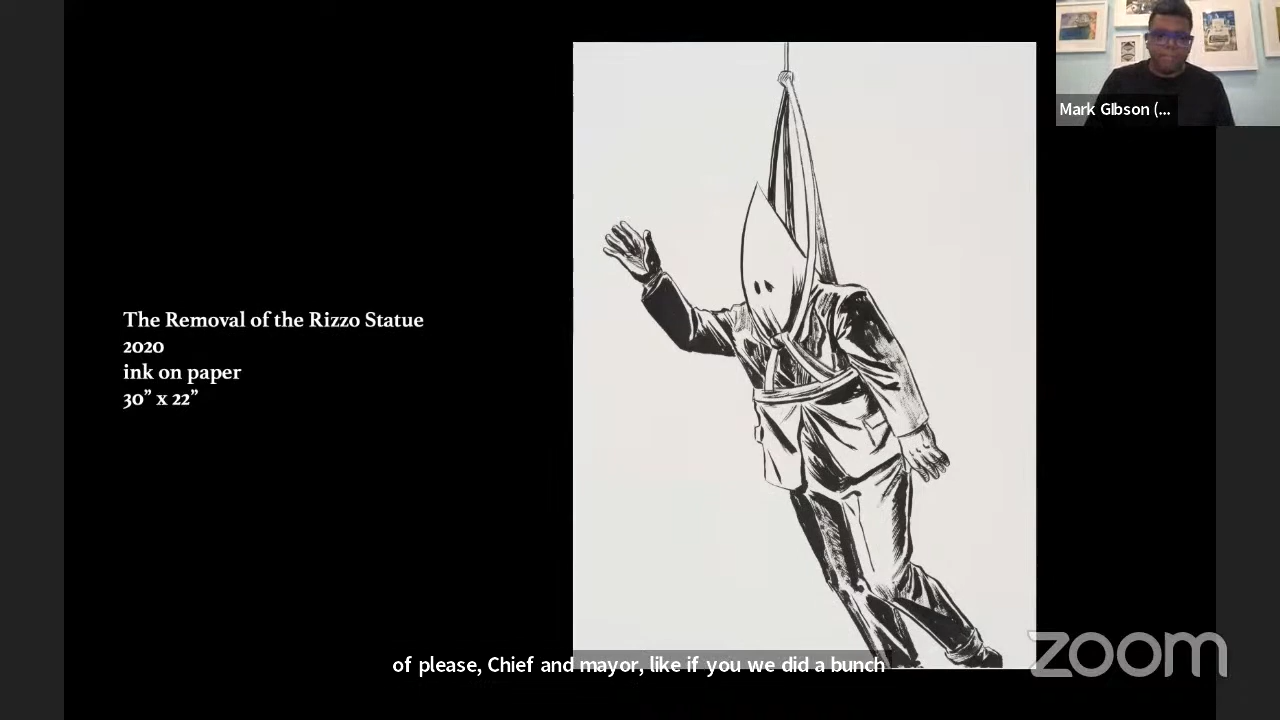 Mark GIbson (...
The Removal of the Rizzo Statue
2020
ink on paper
30” x 22”
of please, Chief and mayor, like if you we did a bunch
zoom